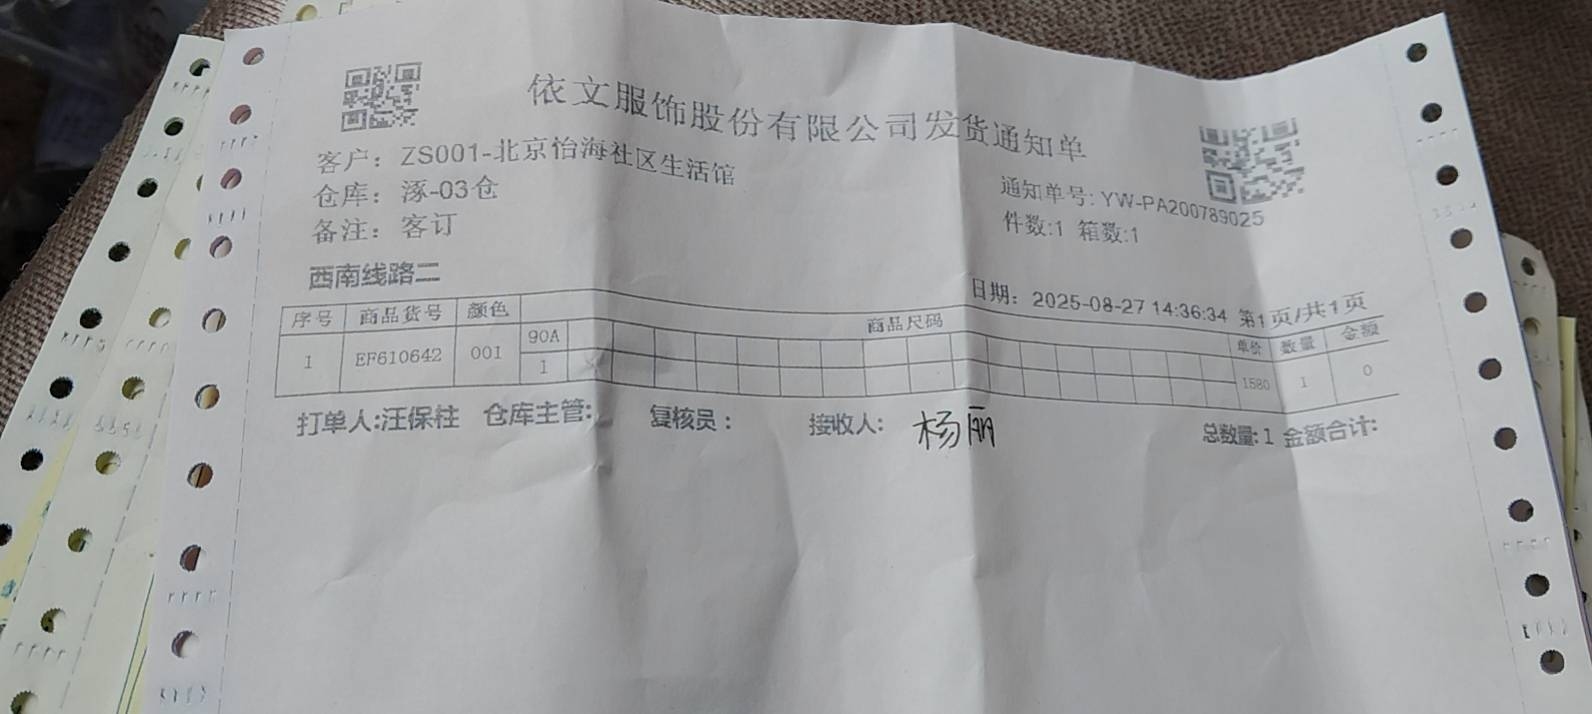 依文服饰股份有限公司发货通知单
客户：ZS001-北京怡海社区生活馆
仓库：涿-03仓
通知单号:YW-PA200789025
备注：客订
件数:1 箱数:1
西南线路二
日期：2025-08-27 14:36:34 第1页/共1页
序号 商品货号 颜色 商品尺码 单价 数量 金额
90A
1 EF610642 001 1 1580 1 0
打单人:汪保柱 仓库主管: 复核员： 接收人: 杨丽 总数量:1 金额合计: